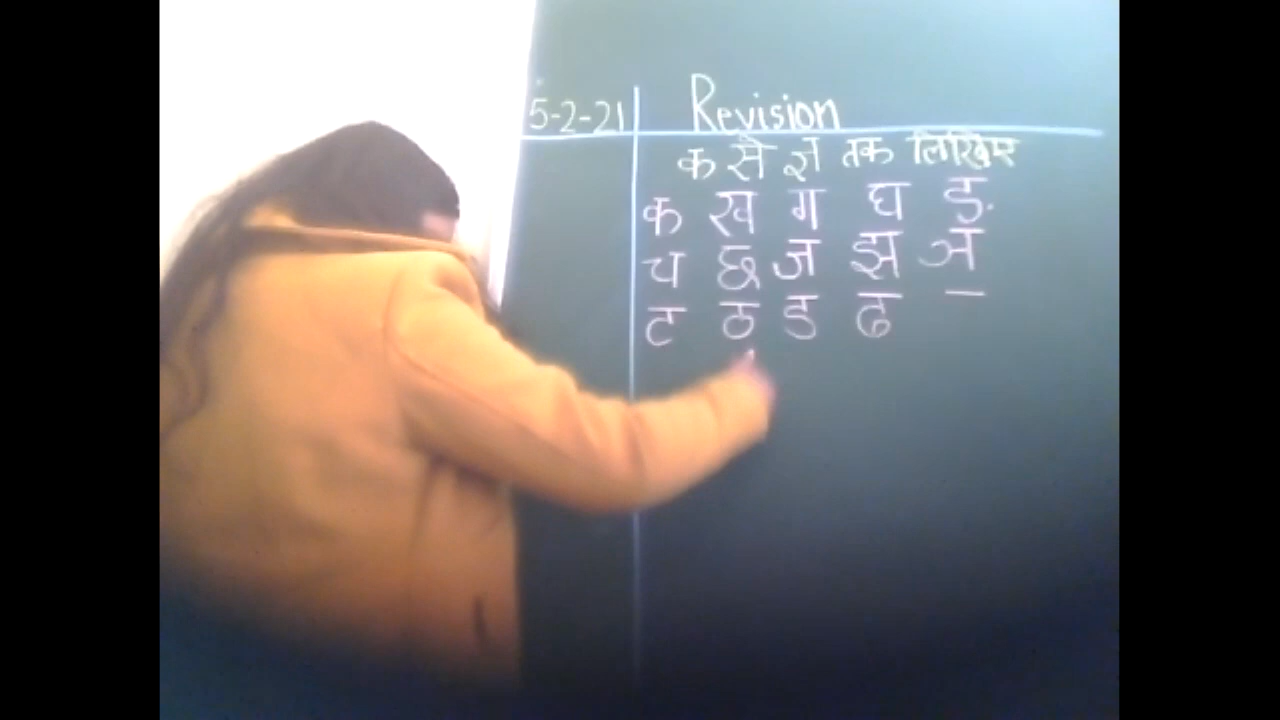 5-2-21 Revision
क से ज्ञ तक लिखिए
क ख ग घ ङ
च छ ज झ ञ
ट ठ ड ढ